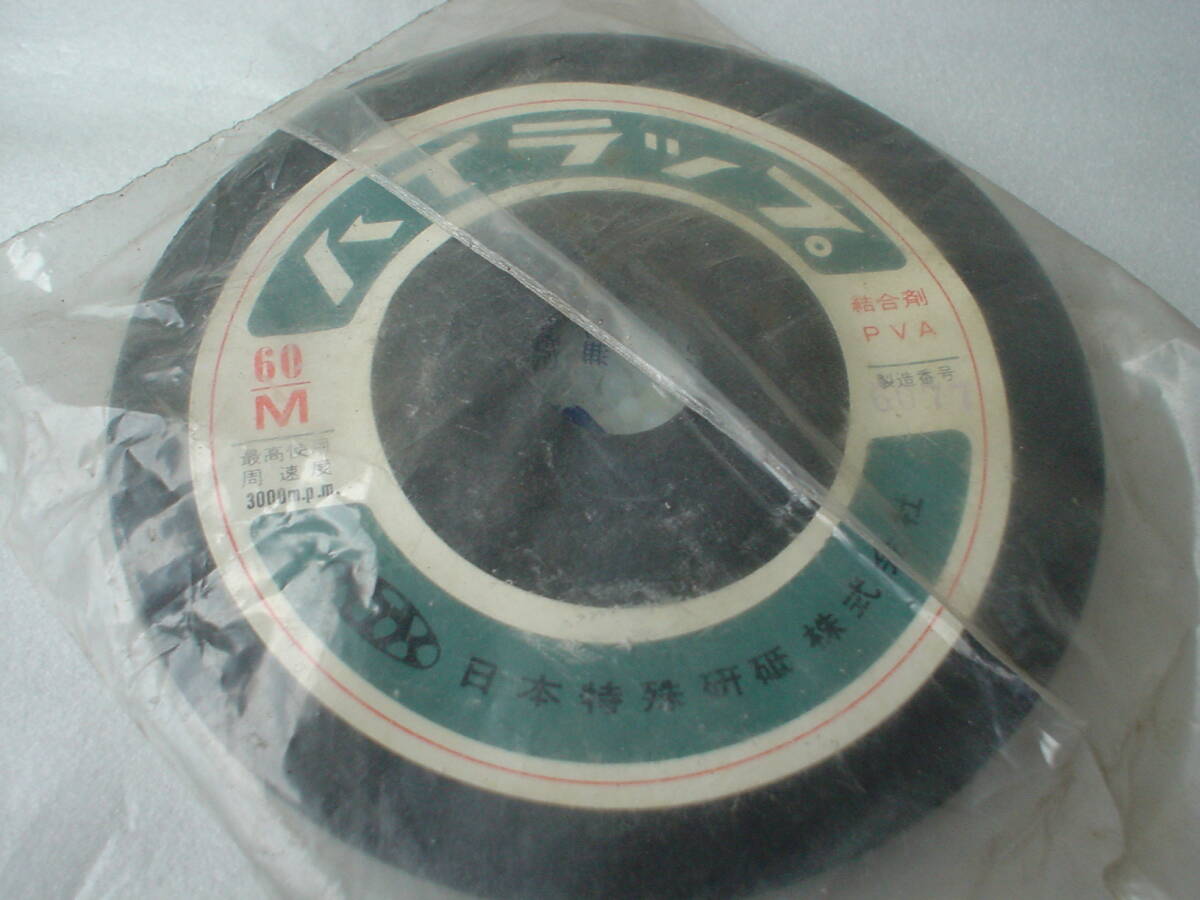 ハイラップ
60
M
最高使用
周速度
3000m.p.m.
結合剤
PVA
製造番号
6077
日本特殊研砥株式会社